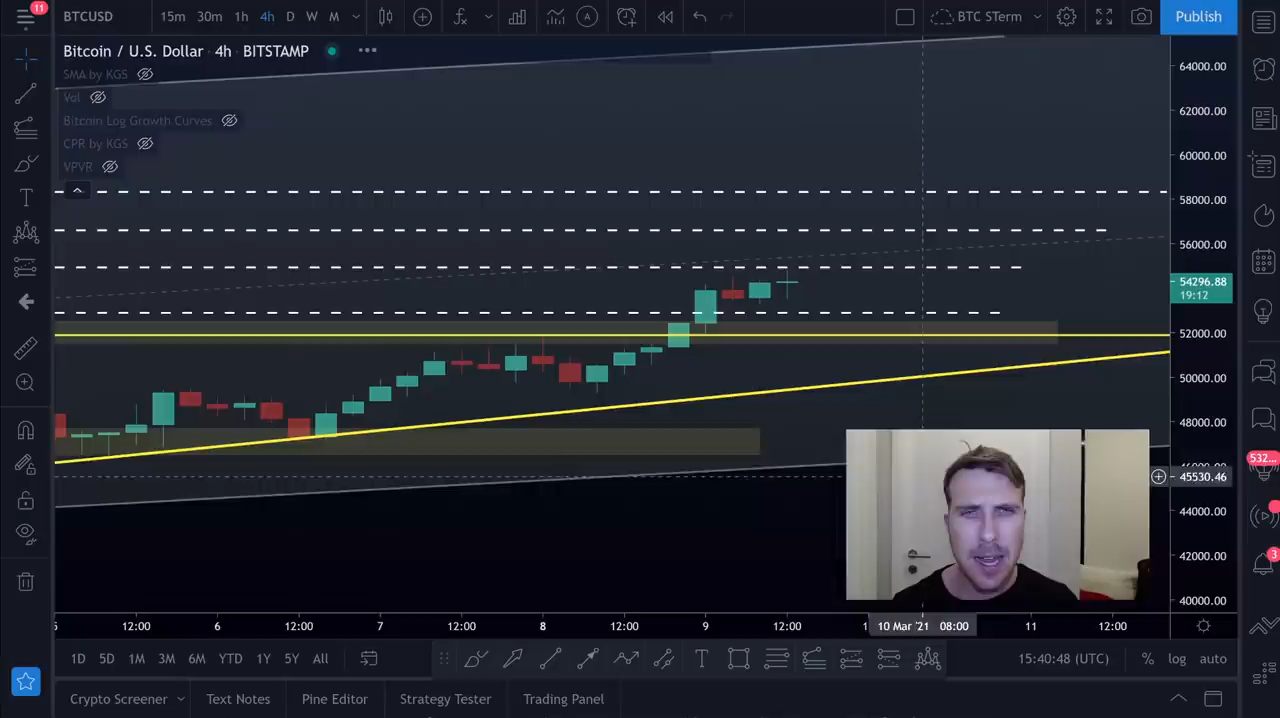 11
BTCUSD 15m 30m 1h 4h D W M BTC STerm Publish
Bitcoin / U.S. Dollar · 4h · BITSTAMP
SMA by KGS
Vol
Bitcoin Log Growth Curves
CPR by KGS
VPVR
64000.00
62000.00
60000.00
58000.00
56000.00
54296.88
19:12
52000.00
50000.00
48000.00
532...
45530.46
44000.00
3
42000.00
40000.00
12:00 6 12:00 7 12:00 8 12:00 9 12:00 10 Mar '21 08:00 11 12:00
1D 5D 1M 3M 6M YTD 1Y 5Y All 15:40:48 (UTC) % log auto
Crypto Screener Text Notes Pine Editor Strategy Tester Trading Panel